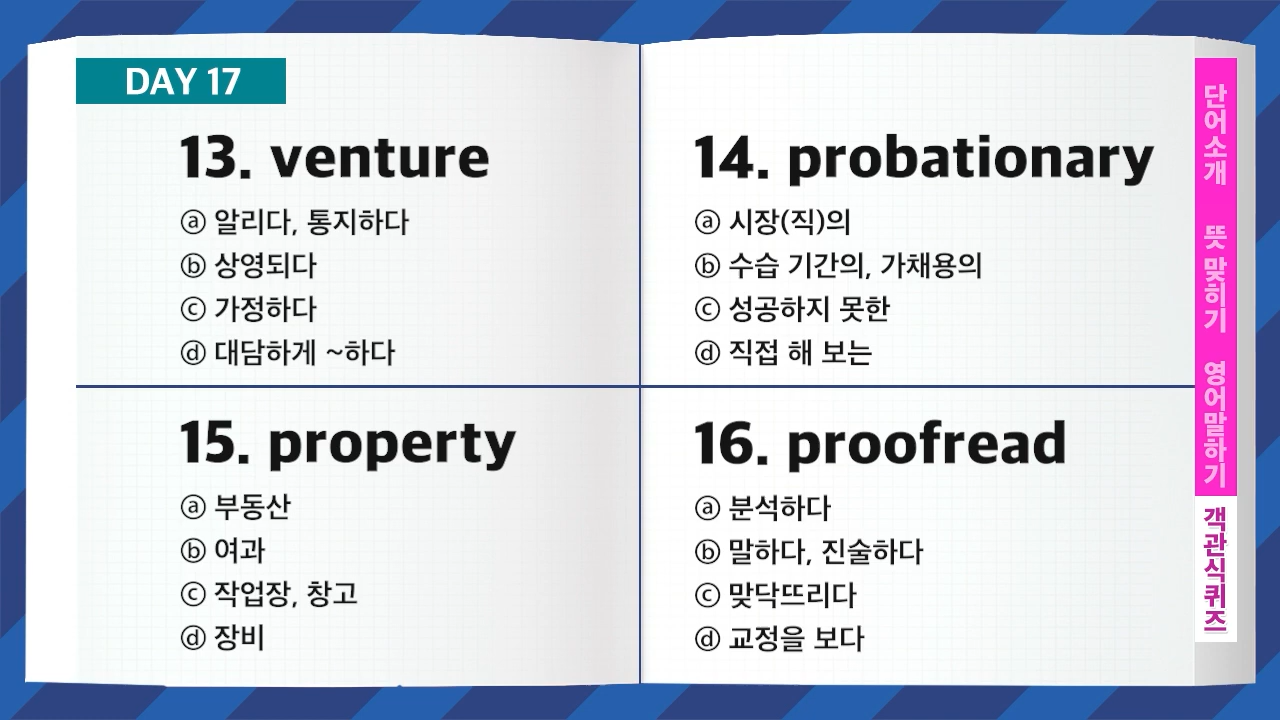 DAY 17
13. venture
ⓐ 알리다, 통지하다
ⓑ 상영되다
ⓒ 가정하다
ⓓ 대담하게 ~하다
14. probationary
ⓐ 시장(직)의
ⓑ 수습 기간의, 가채용의
ⓒ 성공하지 못한
ⓓ 직접 해 보는
15. property
ⓐ 부동산
ⓑ 여과
ⓒ 작업장, 창고
ⓓ 장비
16. proofread
ⓐ 분석하다
ⓑ 말하다, 진술하다
ⓒ 맞닥뜨리다
ⓓ 교정을 보다
단어소개
뜻 맞히기
영어말하기
객관식퀴즈